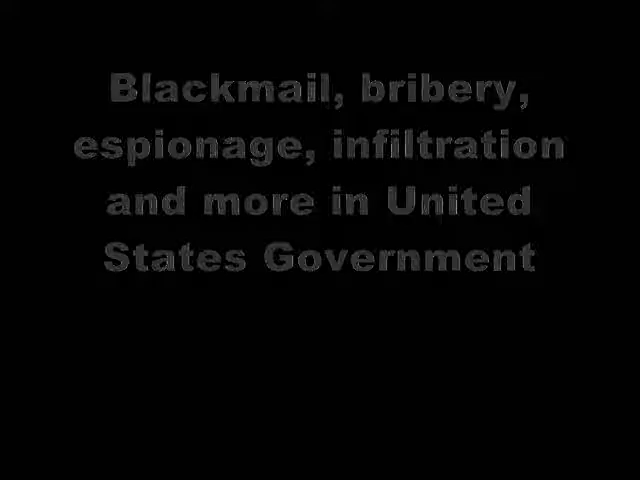 Blackmail, bribery,
espionage, infiltration
and more in United
States Government